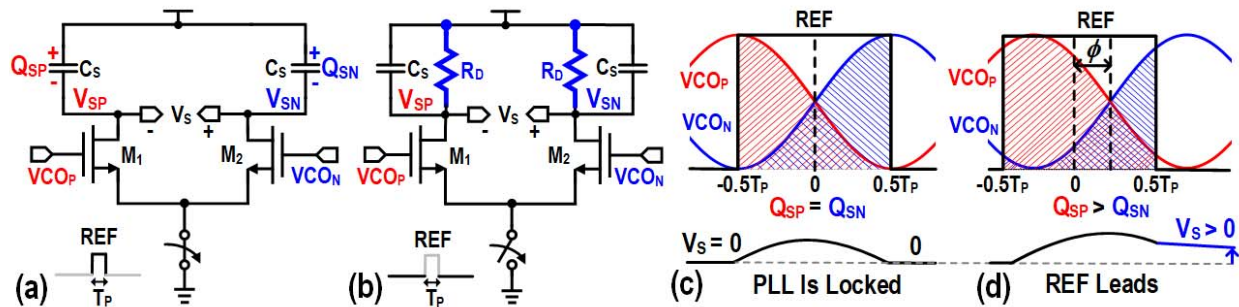 Q_SP + - C_S
C_S + - Q_SN
V_SP - V_S + V_SN
M_1 M_2
VCO_P VCO_N
REF
T_P
(a)
C_S R_D R_D C_S
V_SP - V_S + V_SN
M_1 M_2
VCO_P VCO_N
REF
T_P
(b)
REF
VCO_P
VCO_N
-0.5T_P 0 0.5T_P
Q_SP = Q_SN
V_S = 0 0
(c) PLL Is Locked
REF
ϕ
VCO_P
VCO_N
-0.5T_P 0 0.5T_P
Q_SP > Q_SN
V_S > 0
(d) REF Leads